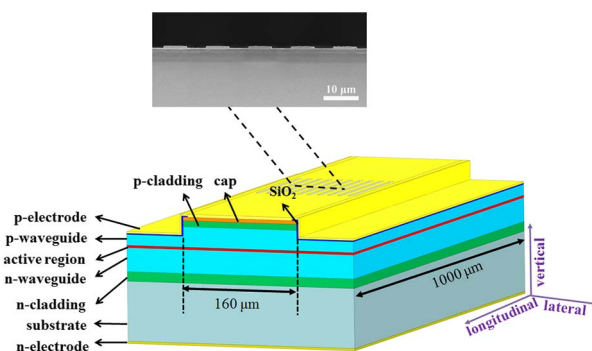 10 μm
p-cladding cap
SiO2
p-electrode
p-waveguide
active region
n-waveguide
n-cladding
substrate
n-electrode
160 μm
1000 μm
vertical
lateral
longitudinal